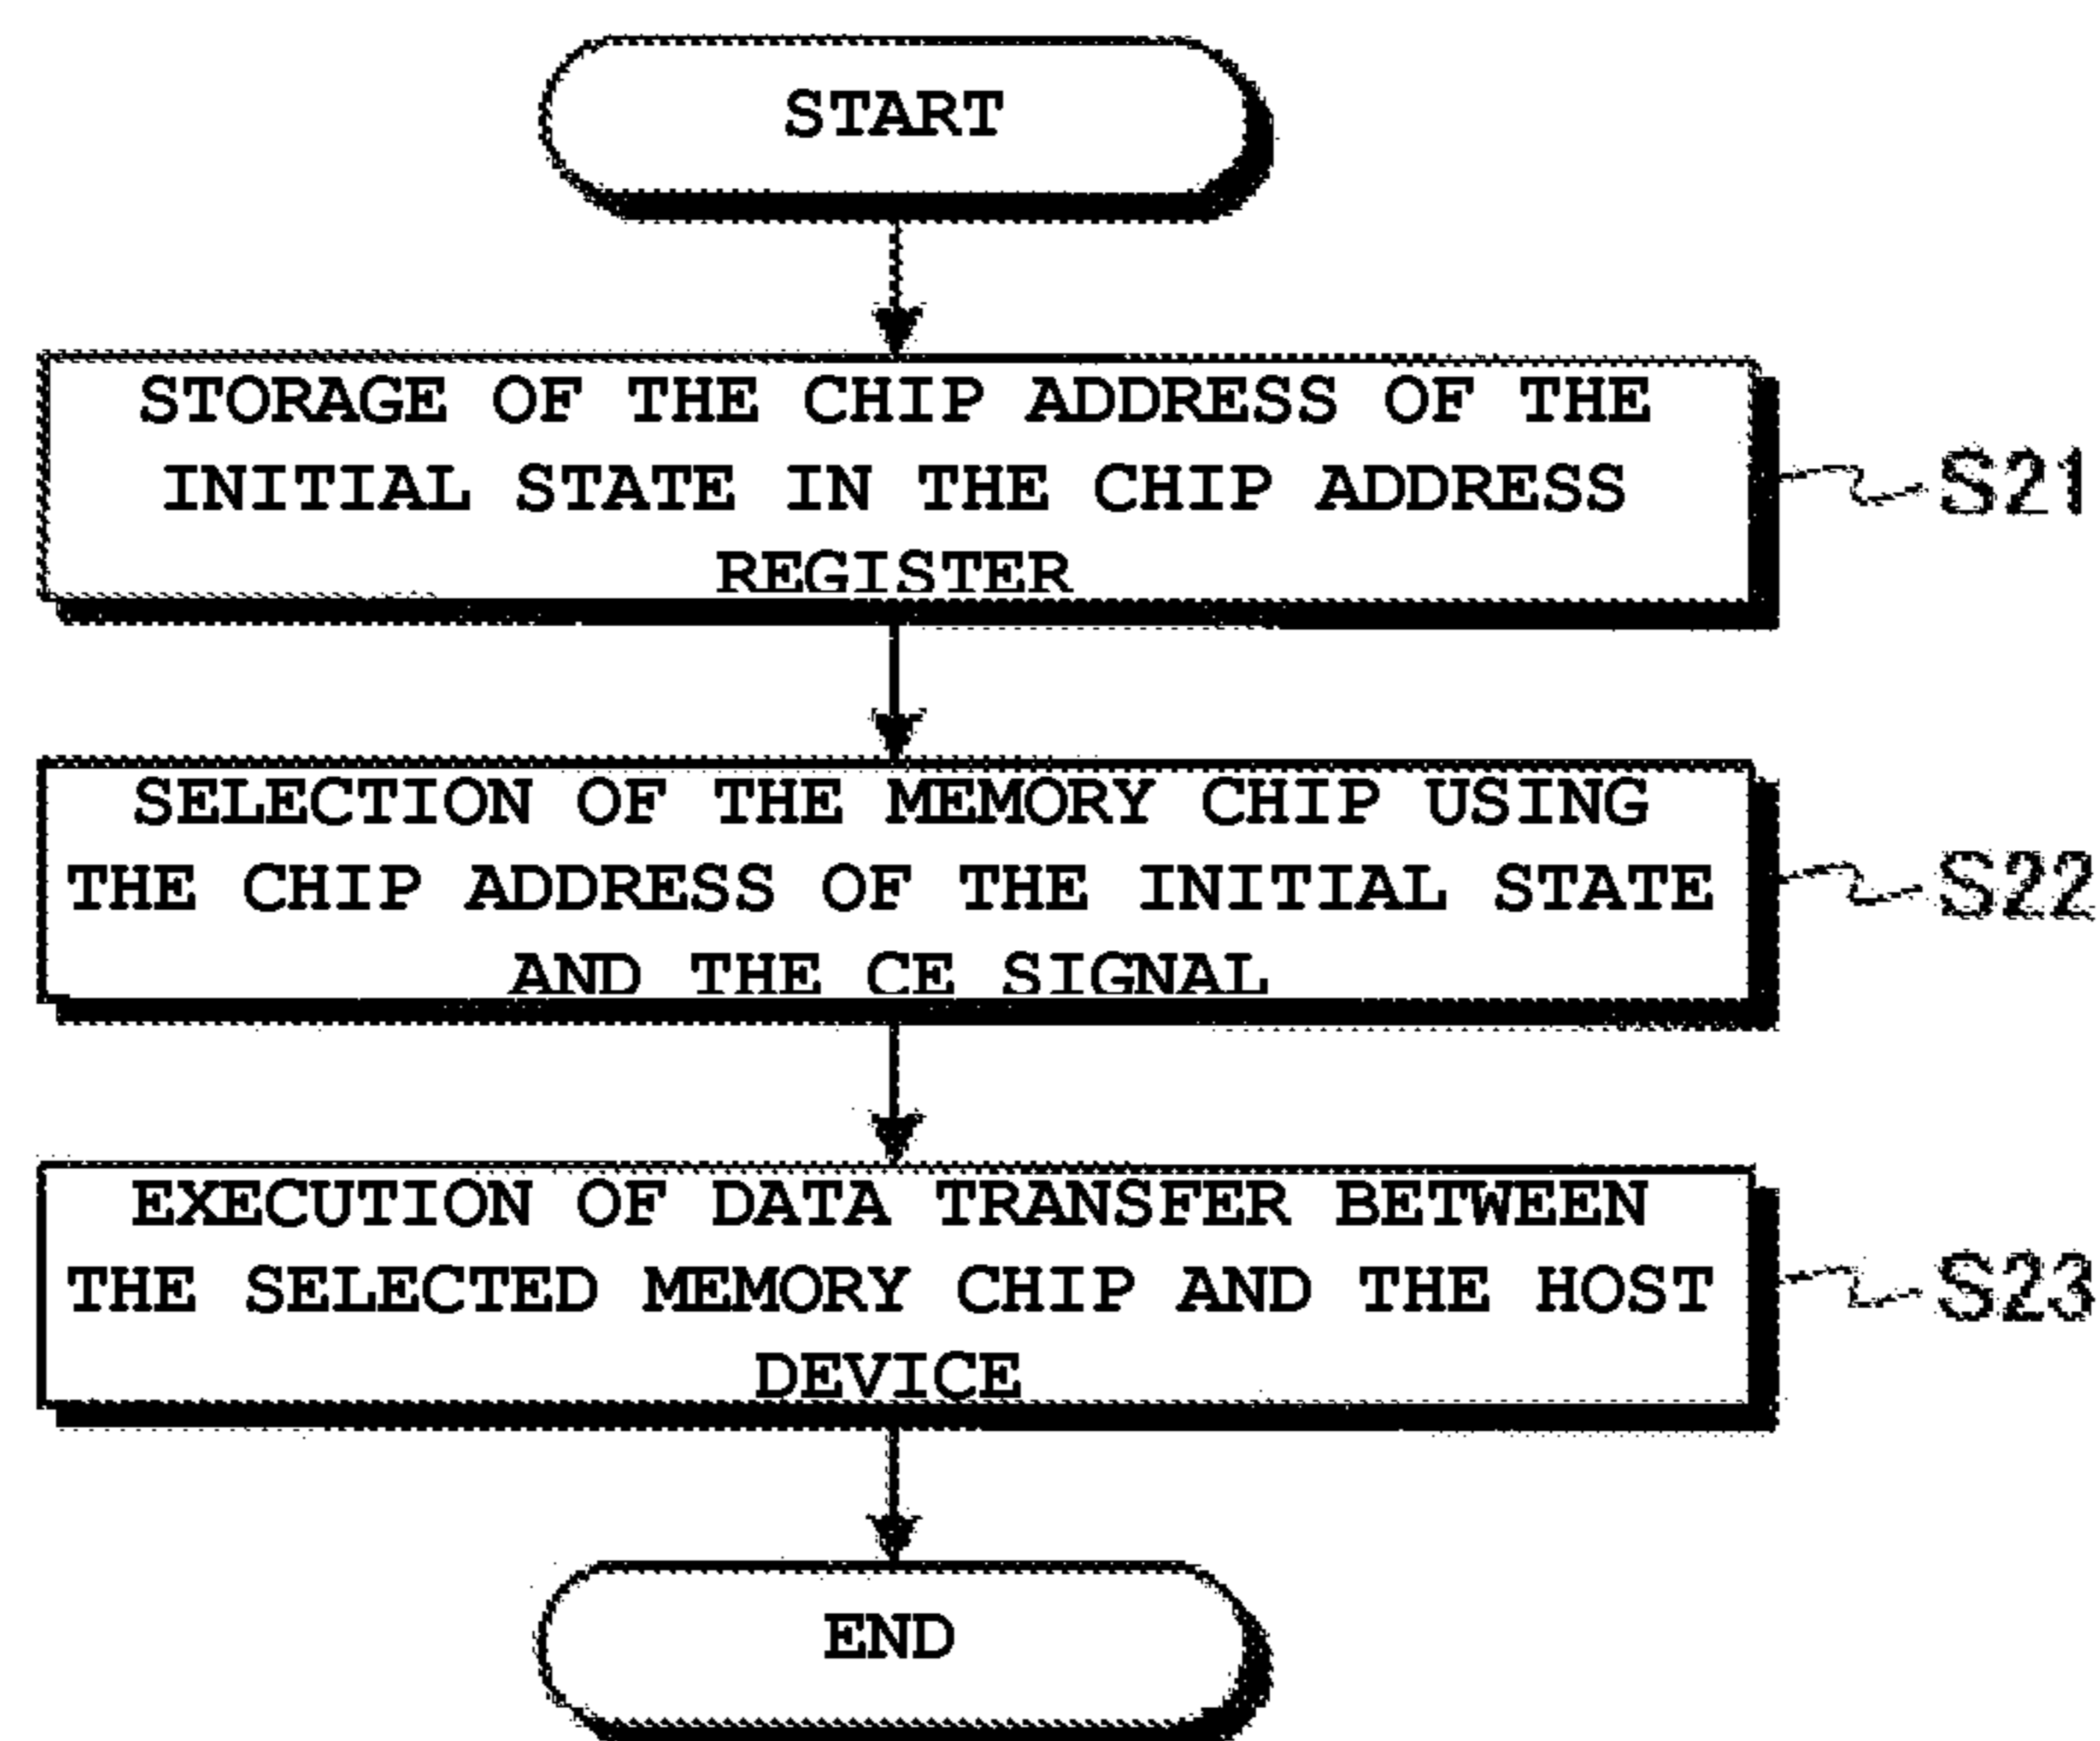 START
STORAGE OF THE CHIP ADDRESS OF THE
INITIAL STATE IN THE CHIP ADDRESS
REGISTER
S21
SELECTION OF THE MEMORY CHIP USING
THE CHIP ADDRESS OF THE INITIAL STATE
AND THE CE SIGNAL
S22
EXECUTION OF DATA TRANSFER BETWEEN
THE SELECTED MEMORY CHIP AND THE HOST
DEVICE
S23
END